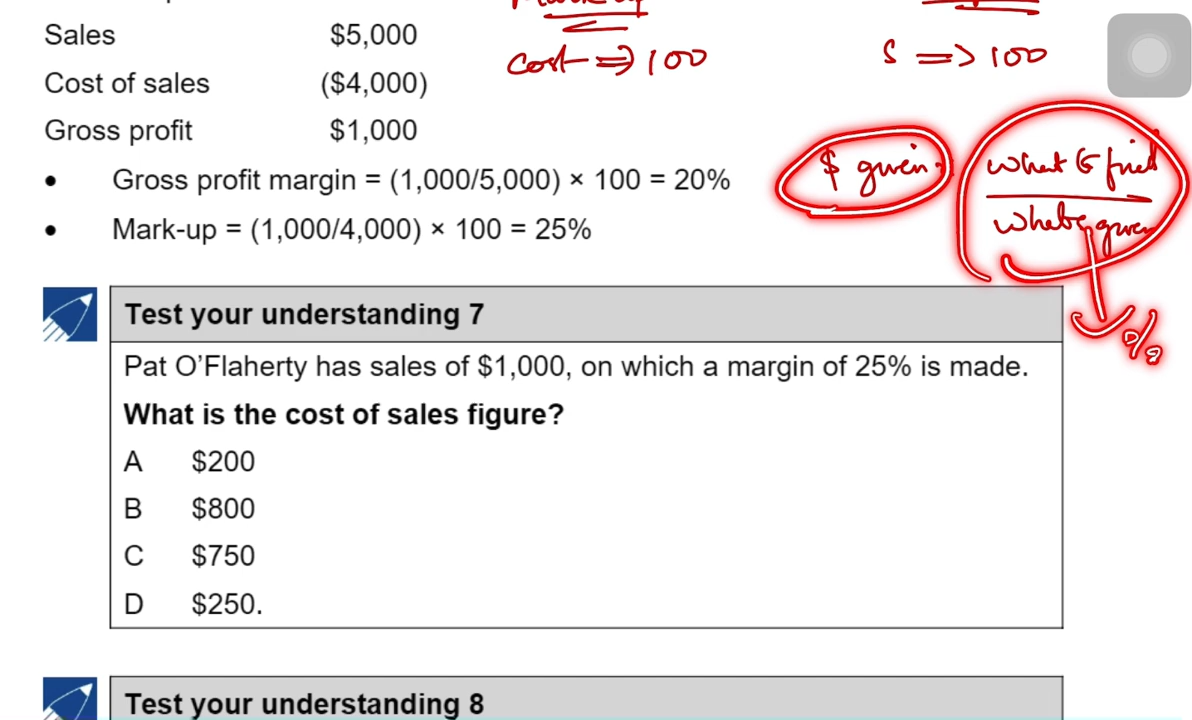 Sales $5,000
cost => 100
S => 100
Cost of sales ($4,000)
Gross profit $1,000
$ given
What to find
What's given
• Gross profit margin = (1,000/5,000) × 100 = 20%
• Mark-up = (1,000/4,000) × 100 = 25%
Test your understanding 7
Pat O’Flaherty has sales of $1,000, on which a margin of 25% is made.
What is the cost of sales figure?
A $200
B $800
C $750
D $250.
Test your understanding 8